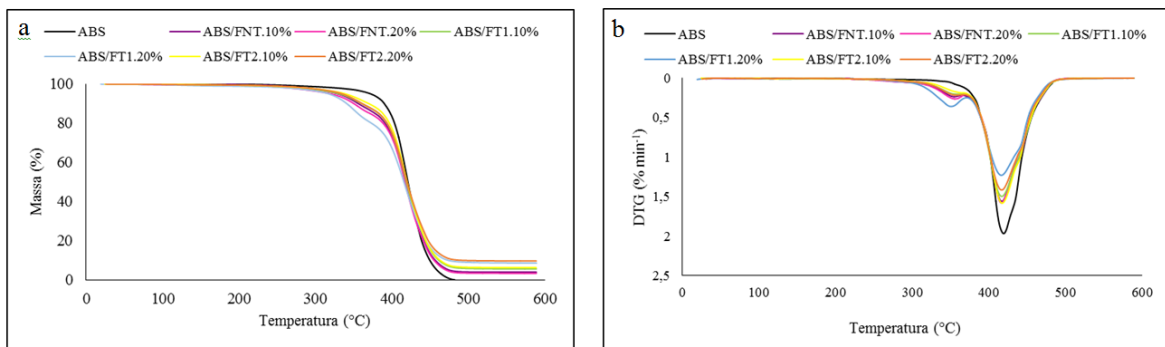 a
ABS ABS/FNT.10% ABS/FNT.20% ABS/FT1.10%
ABS/FT1.20% ABS/FT2.10% ABS/FT2.20%
100
80
60
40
20
0
Massa (%)
0 100 200 300 400 500 600
Temperatura (°C)
b
ABS ABS/FNT.10% ABS/FNT.20% ABS/FT1.10%
ABS/FT1.20% ABS/FT2.10% ABS/FT2.20%
0
0,5
1
1,5
2
2,5
DTG (% min-1)
0 100 200 300 400 500 600
Temperatura (°C)